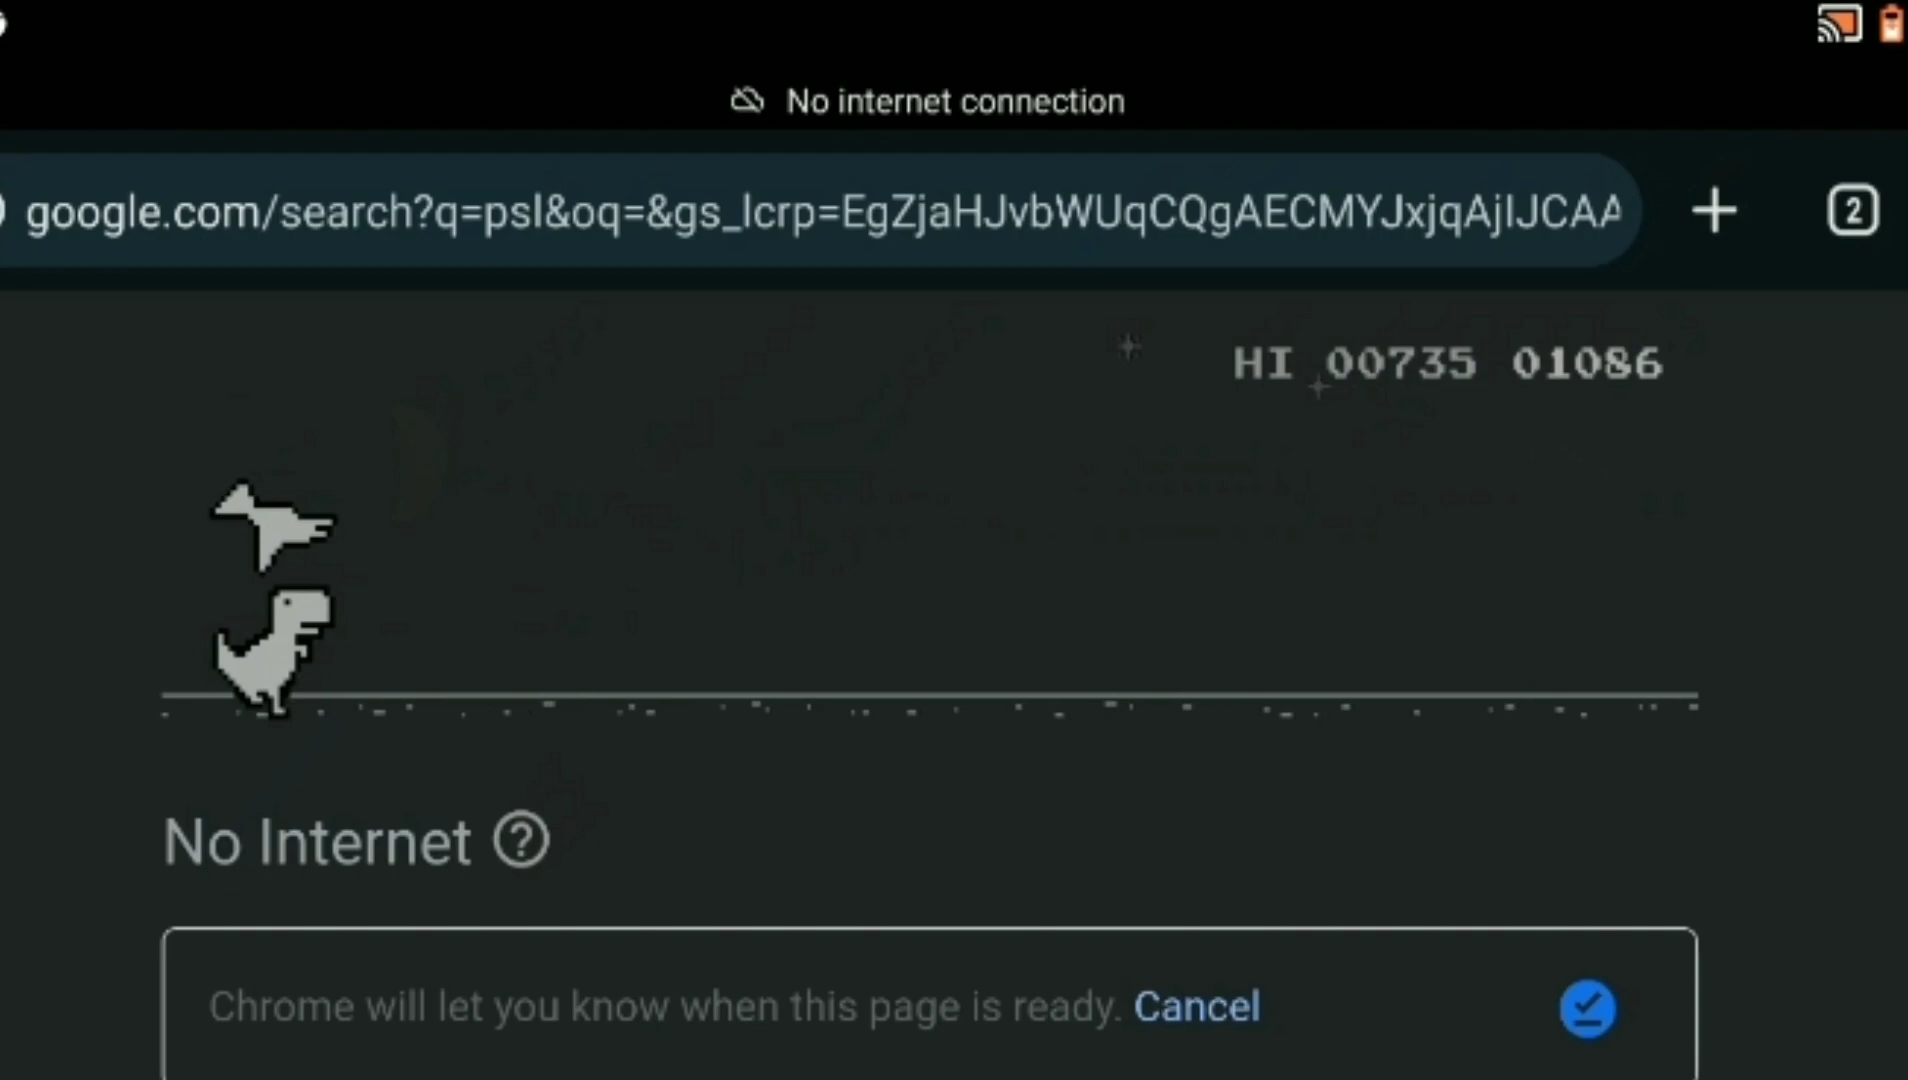 No internet connection
google.com/search?q=psl&oq=&gs_lcrp=EgZjaHJvbWUqCQgAECMYJxjqAjIJCAA
2
HI 00735 01086
No Internet
Chrome will let you know when this page is ready. Cancel